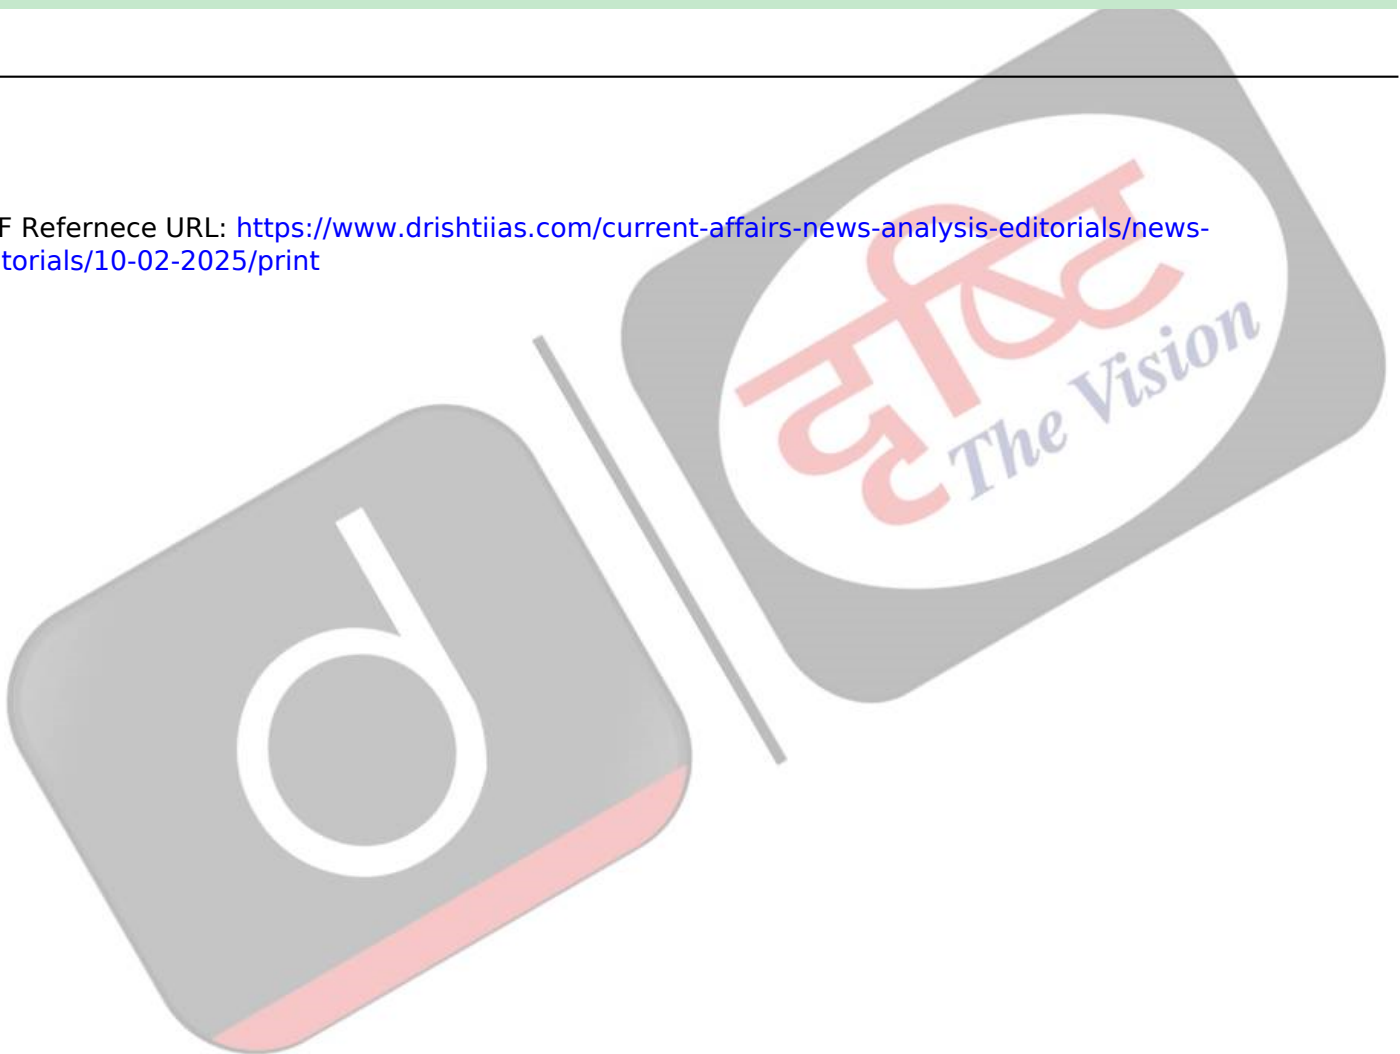 F Refernece URL: https://www.drishtiias.com/current-affairs-news-analysis-editorials/news-
torials/10-02-2025/print
दृष्टि
The Vision
d